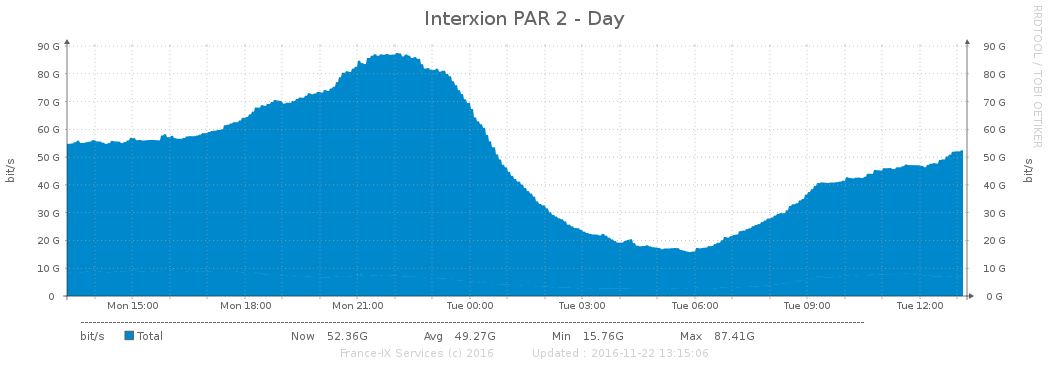 Interxion PAR 2 - Day
RRDTOOL / TOBI OETIKER
bit/s
bit/s
90 G 90 G
80 G 80 G
70 G 70 G
60 G 60 G
50 G 50 G
40 G 40 G
30 G 30 G
20 G 20 G
10 G 10 G
0 0 G
Mon 15:00 Mon 18:00 Mon 21:00 Tue 00:00 Tue 03:00 Tue 06:00 Tue 09:00 Tue 12:00
bit/s Total Now 52.36G Avg 49.27G Min 15.76G Max 87.41G
France-IX Services (c) 2016 Updated : 2016-11-22 13:15:06